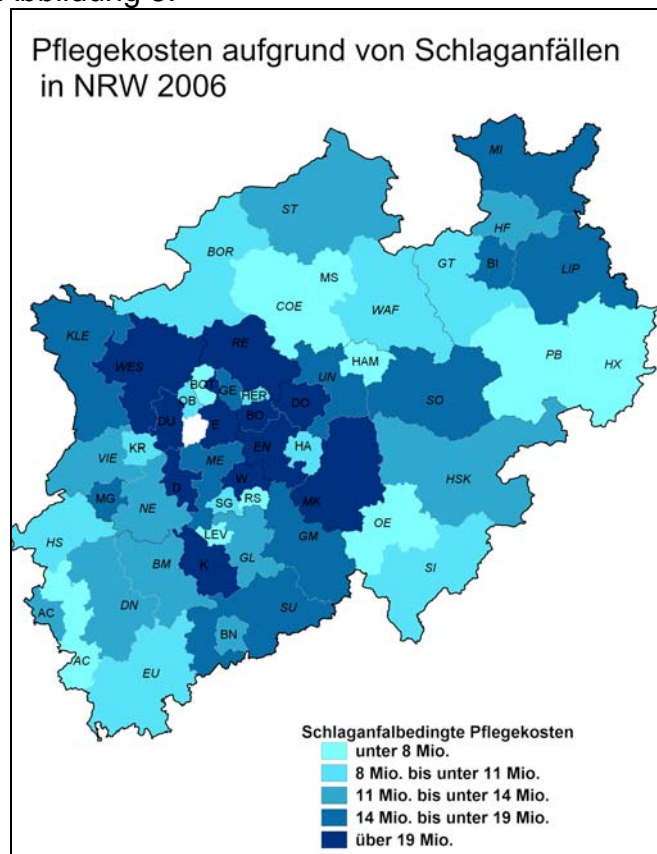 Abbildung
Pflegekosten aufgrund von Schlaganfällen
in NRW 2006
MI
ST
HF
BOR
GT
BI
LIP
MS
COE
WAF
KLE
RE
PB
HX
WES
HAM
UN
BOT
GE
HER
DO
SO
OB
BO
DU
E
EN
HA
KR
ME
VIE
HSK
D
W
MK
MG
NE
SG
RS
OE
LEV
GM
HS
BM
GL
K
SI
AC
DN
SU
BN
AC
EU
Schlaganfalbedingte Pflegekosten
unter 8 Mio.
8 Mio. bis unter 11 Mio.
11 Mio. bis unter 14 Mio.
14 Mio. bis unter 19 Mio.
über 19 Mio.